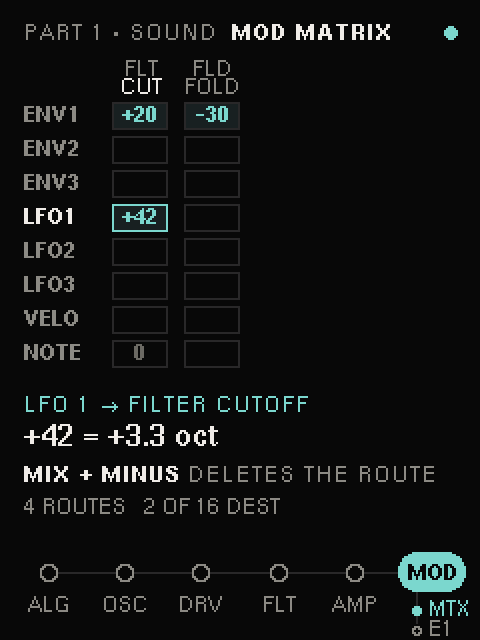 PART 1 · SOUND MOD MATRIX
FLT FLD
CUT FOLD
ENV1 +20 -30
ENV2
ENV3
LFO1 +42
LFO2
LFO3
VELO
NOTE 0
LFO 1 → FILTER CUTOFF
+42 = +3.3 oct
MIX + MINUS DELETES THE ROUTE
4 ROUTES 2 OF 16 DEST
MOD
ALG OSC DRV FLT AMP MTX
E1